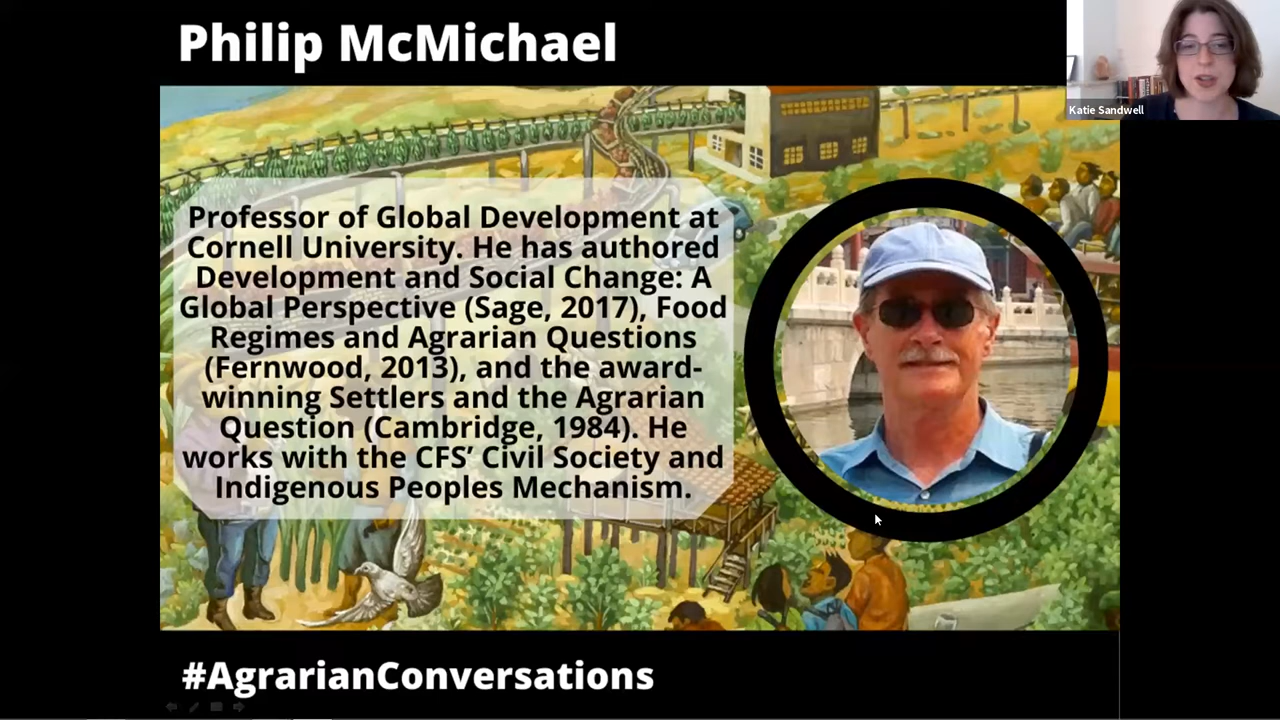 Philip McMichael
Katie Sandwell
Professor of Global Development at
Cornell University. He has authored
Development and Social Change: A
Global Perspective (Sage, 2017), Food
Regimes and Agrarian Questions
(Fernwood, 2013), and the award-
winning Settlers and the Agrarian
Question (Cambridge, 1984). He
works with the CFS’ Civil Society and
Indigenous Peoples Mechanism.
#AgrarianConversations